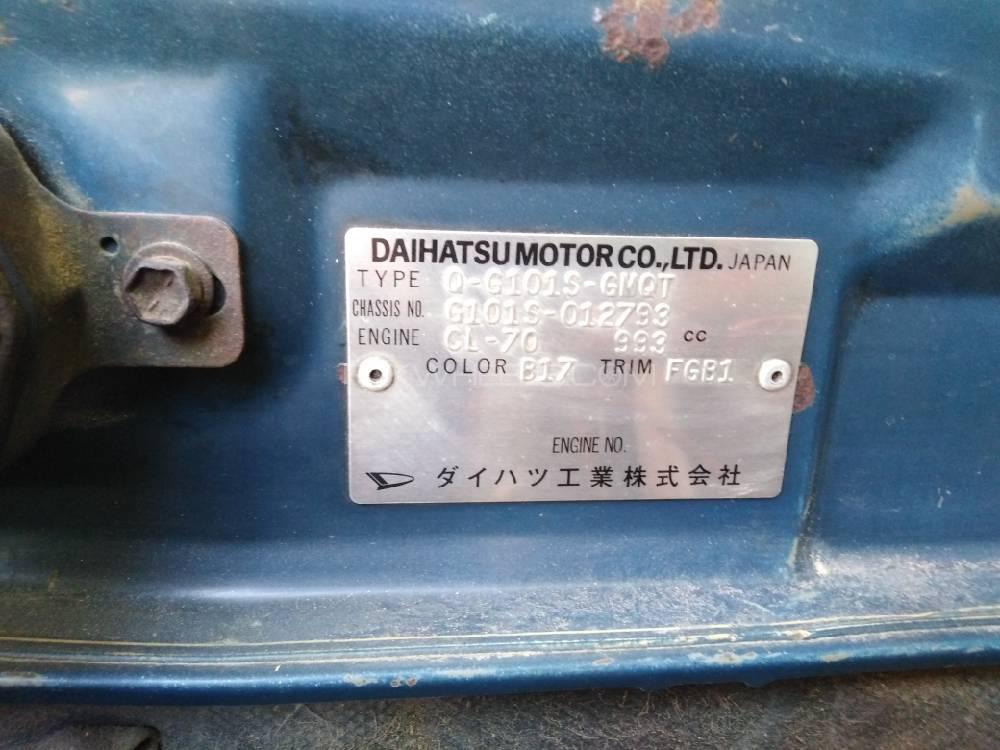 DAIHATSU MOTOR CO.,LTD. JAPAN
TYPE Q-G101S-GMQT
CHASSIS NO. G101S-012793
ENGINE CL-70 993 cc
COLOR B17 TRIM FGB1
ENGINE NO.
ダイハツ工業株式会社